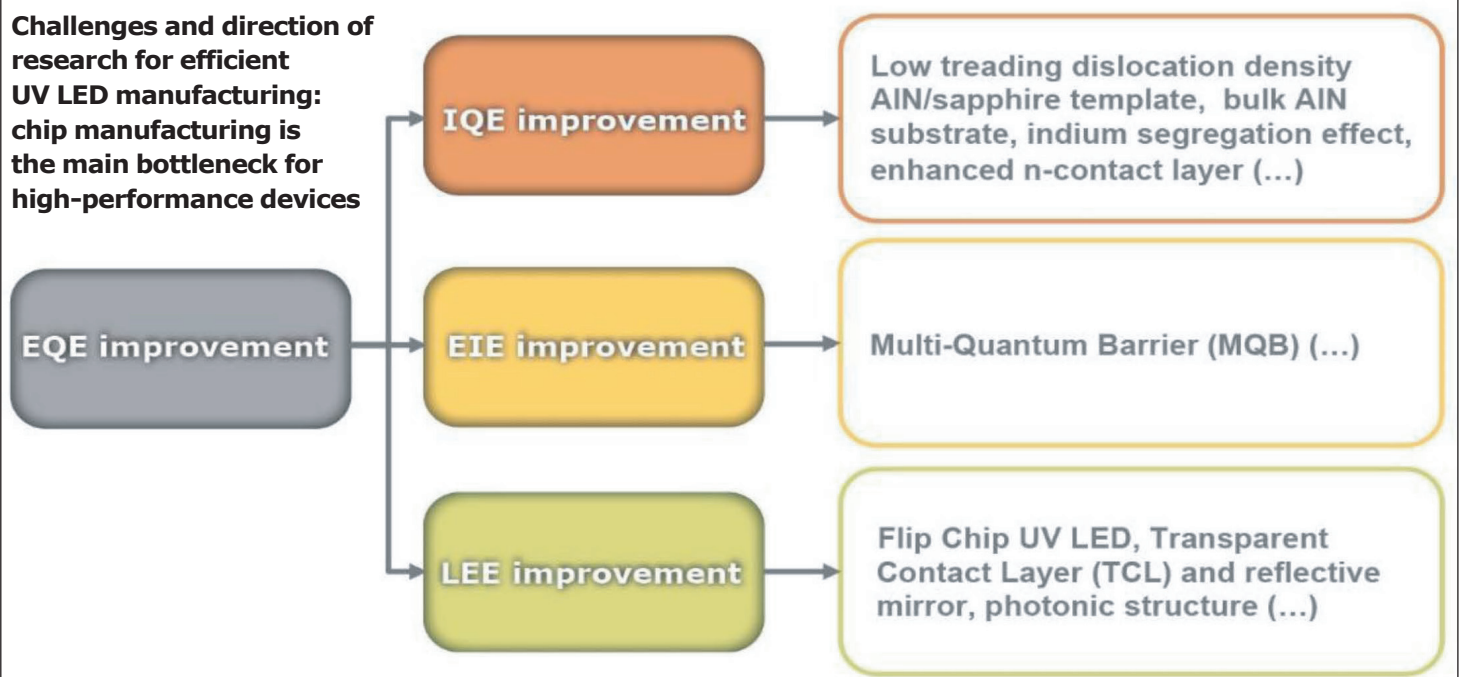 Challenges and direction of
research for efficient
UV LED manufacturing:
chip manufacturing is
the main bottleneck for
high-performance devices
EQE improvement
IQE improvement
Low treading dislocation density
AlN/sapphire template, bulk AlN
substrate, indium segregation effect,
enhanced n-contact layer (...)
EIE improvement
Multi-Quantum Barrier (MQB) (...)
LEE improvement
Flip Chip UV LED, Transparent
Contact Layer (TCL) and reflective
mirror, photonic structure (...)